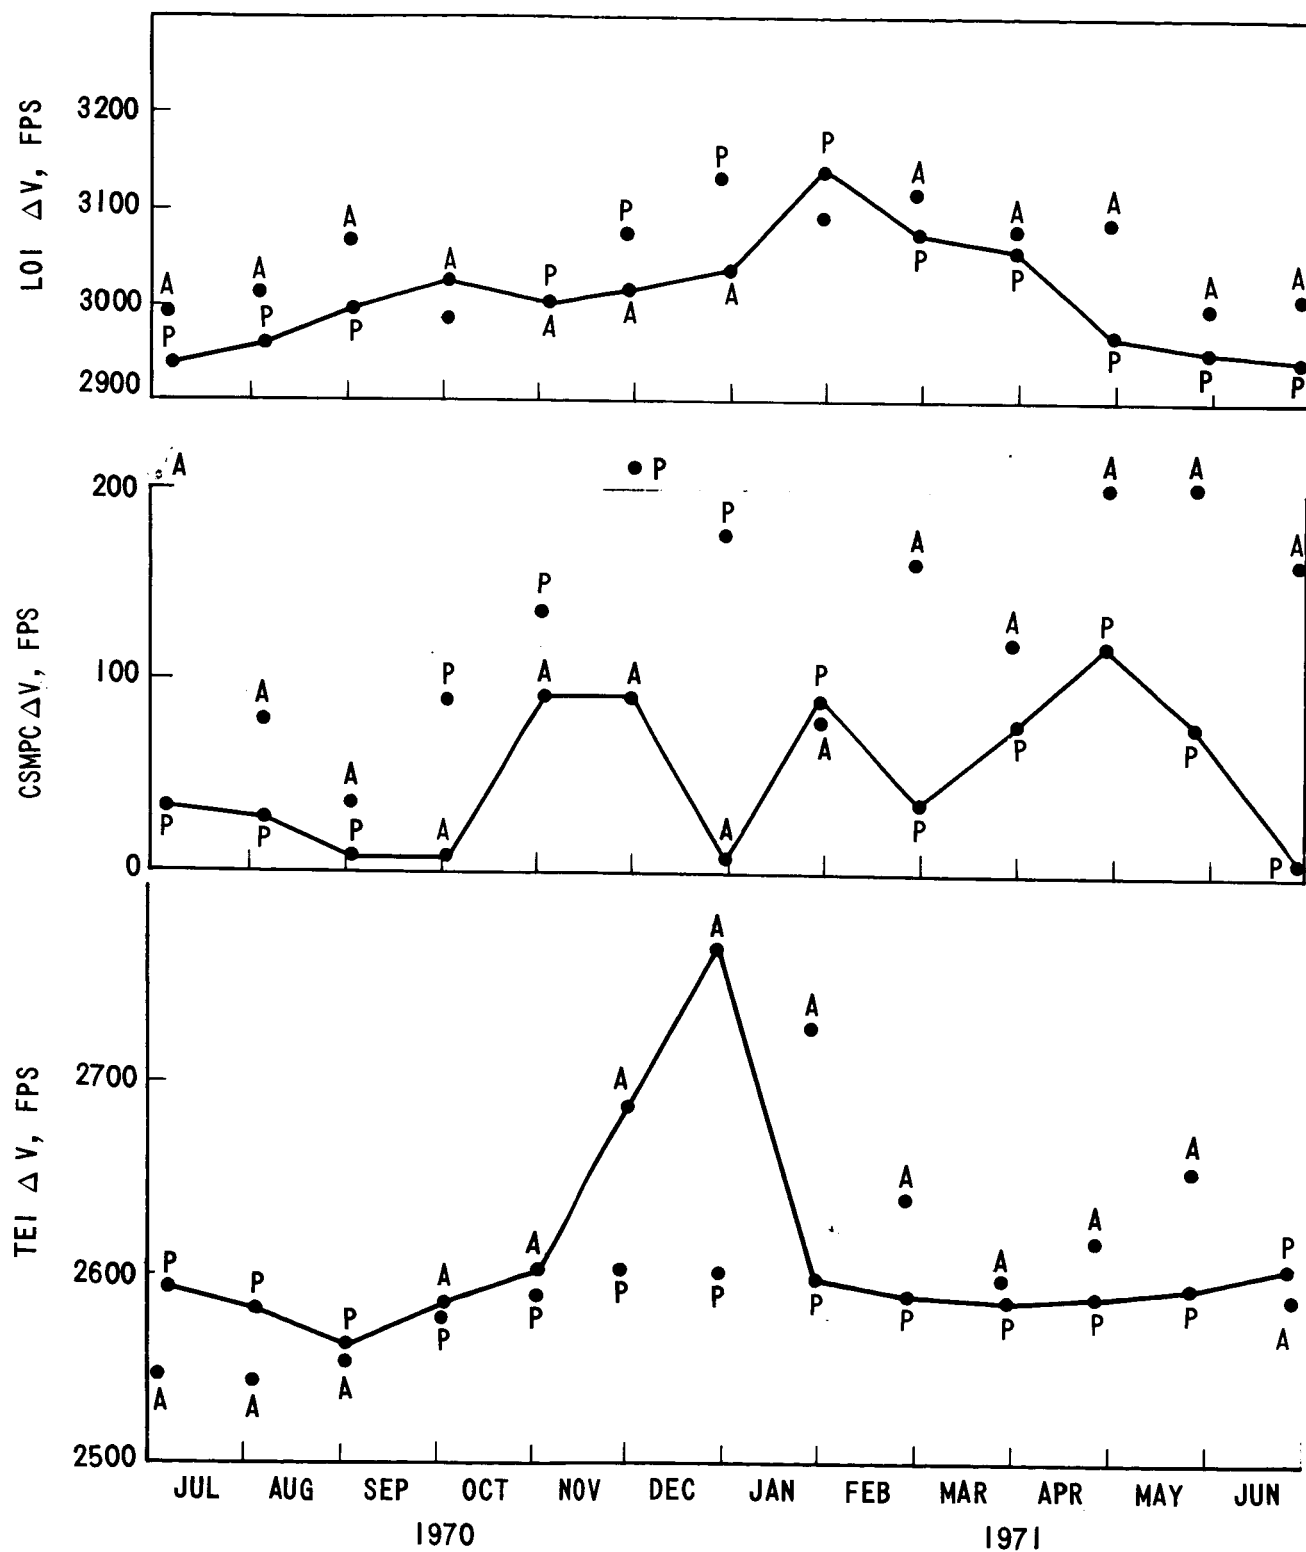 LOI ΔV, FPS
3200
3100
3000
2900
A A A A P P P P A A A A A
P P P P A A A P P P P P
CSMPC ΔV, FPS
200
100
0
A P P A A A A
A A P P A A P A A P
P P P A A P P P P
TEI ΔV, FPS
2700
2600
2500
P P P A A A A A A A A A P
A A A P P P P P P P P P A
JUL AUG SEP OCT NOV DEC JAN FEB MAR APR MAY JUN
1970 1971